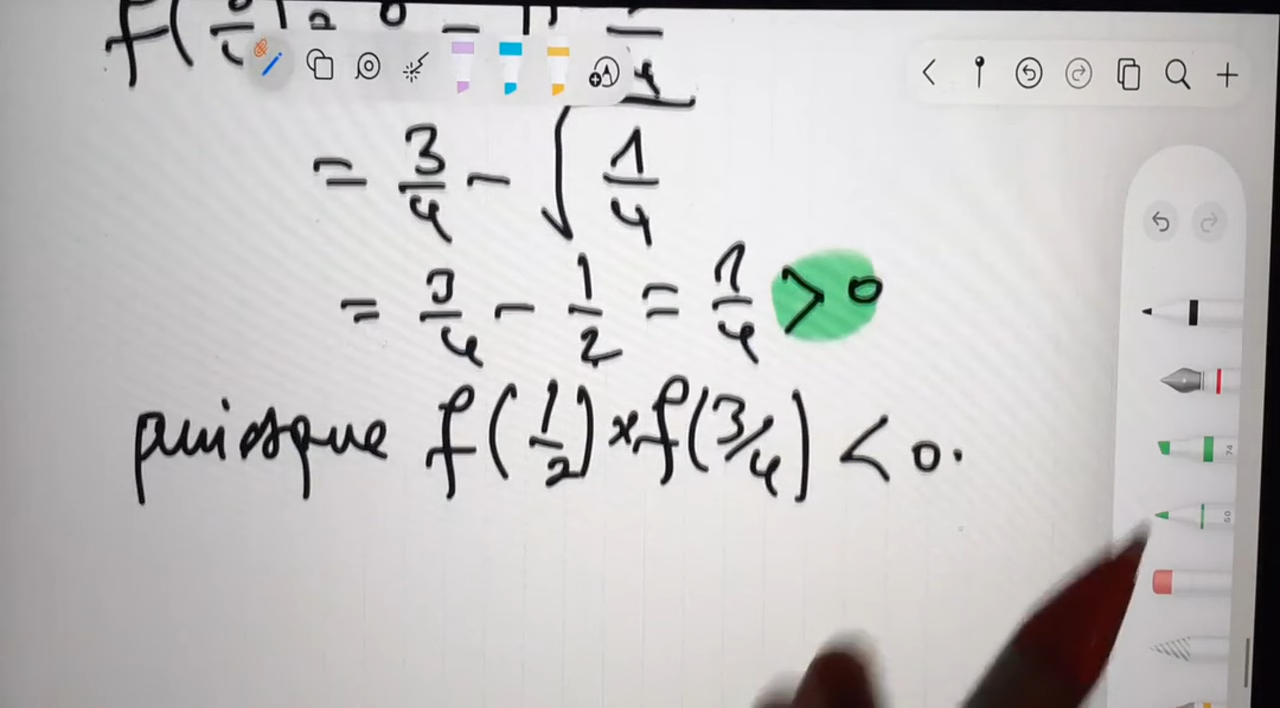 = 3/4 - √(1/4)
= 3/4 - 1/2 = 1/4 > 0
puisque f(1/2) × f(3/4) < 0.